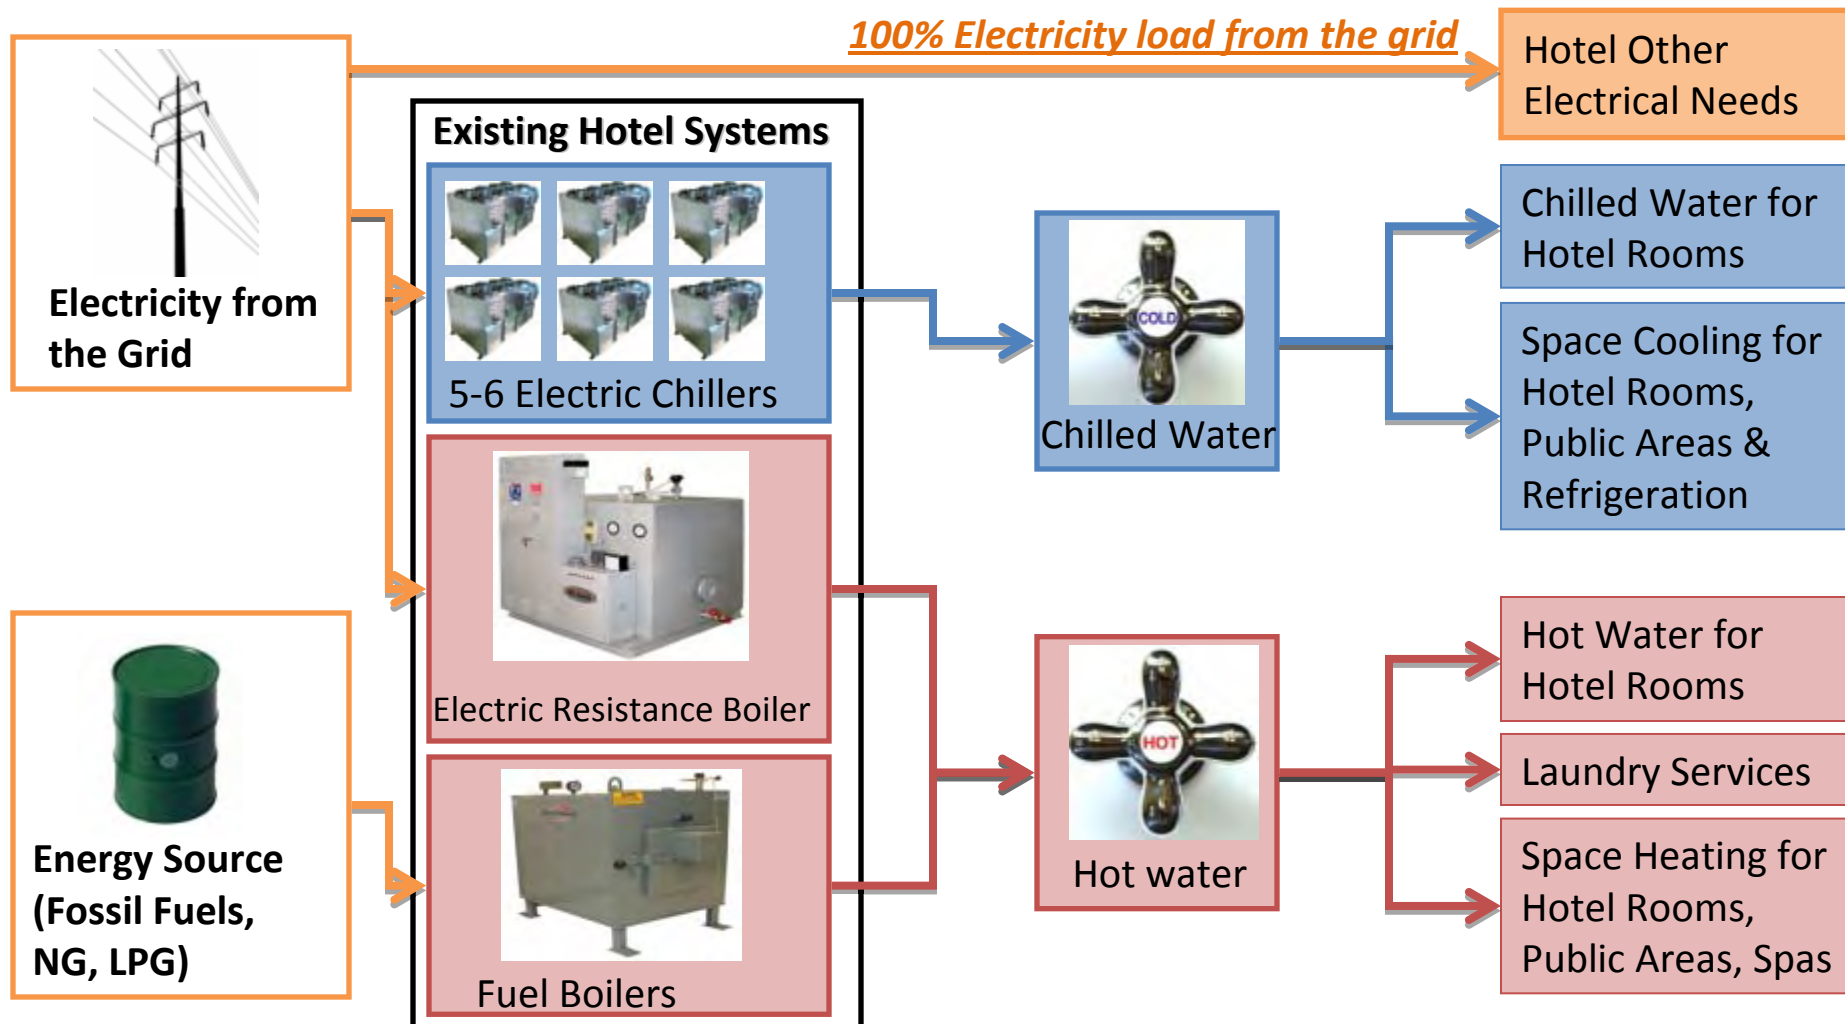 100% Electricity load from the grid
Hotel Other
Electrical Needs
Electricity from
the Grid
Existing Hotel Systems
5-6 Electric Chillers
COLD
Chilled Water
Chilled Water for
Hotel Rooms
Space Cooling for
Hotel Rooms,
Public Areas &
Refrigeration
Electric Resistance Boiler
Energy Source
(Fossil Fuels,
NG, LPG)
Fuel Boilers
HOT
Hot water
Hot Water for
Hotel Rooms
Laundry Services
Space Heating for
Hotel Rooms,
Public Areas, Spas